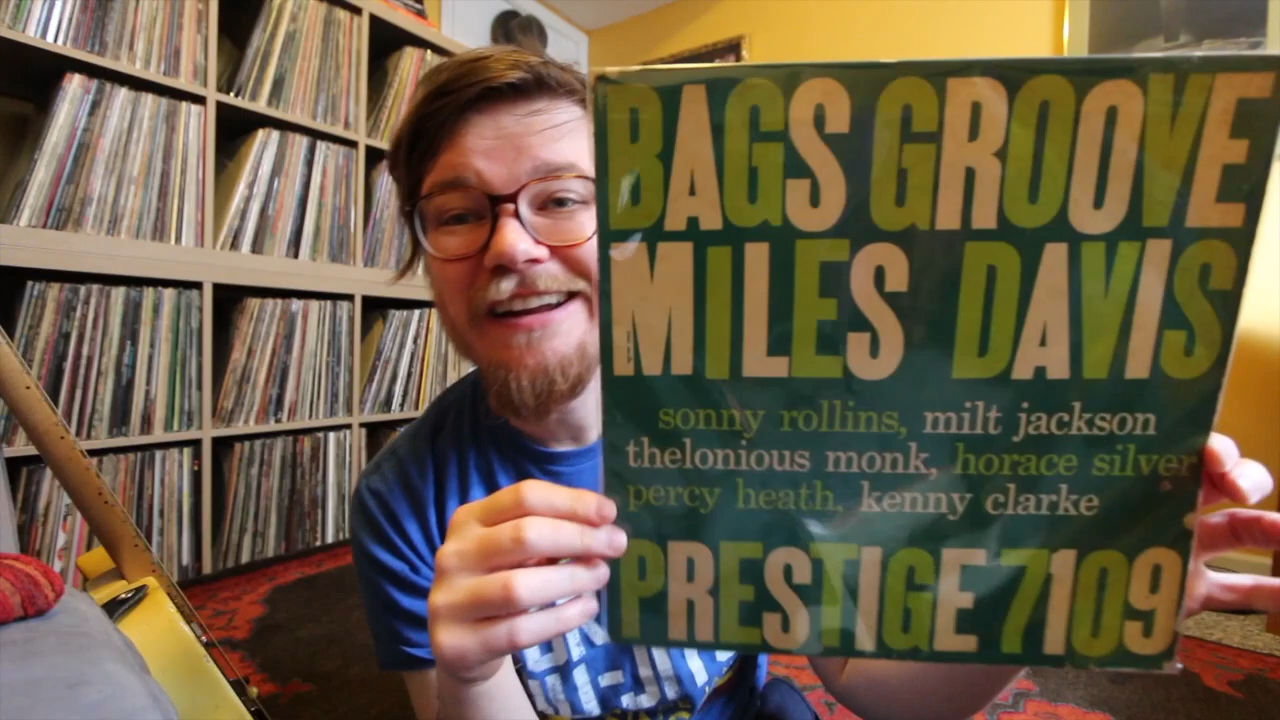 BAGS GROOVE
MILES DAVIS
sonny rollins, milt jackson
thelonious monk, horace silver
percy heath, kenny clarke
PRESTIGE 7109